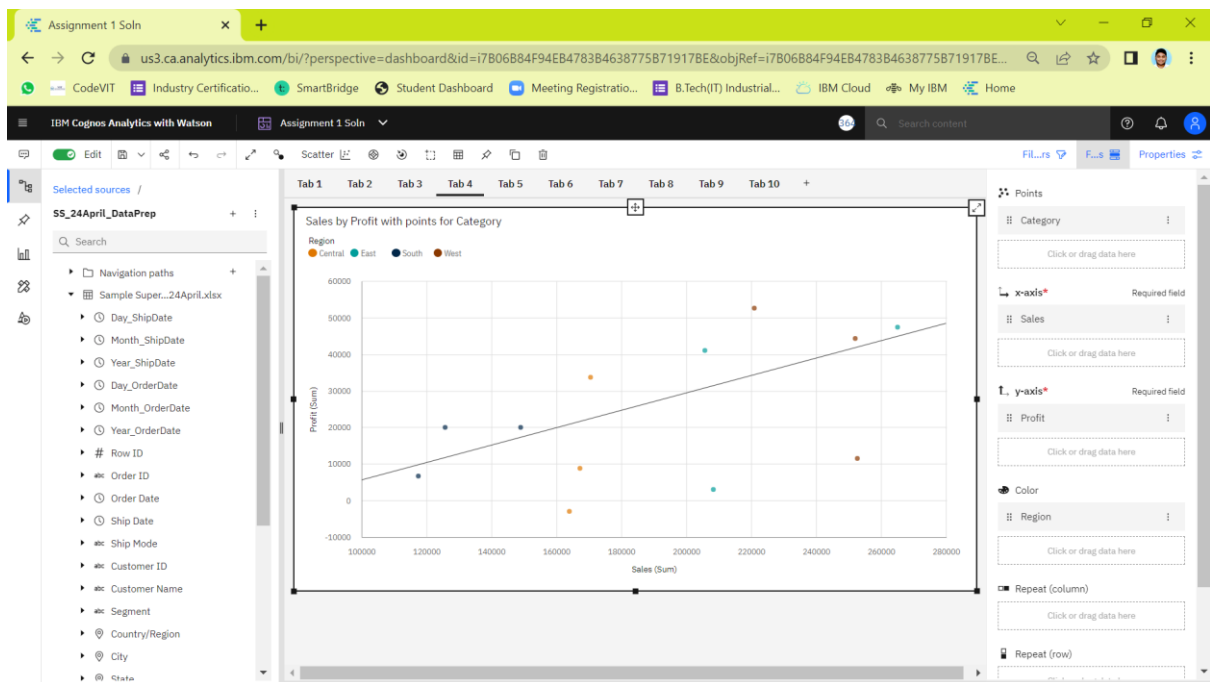 Assignment 1 Soln
us3.ca.analytics.ibm.com/bi/?perspective=dashboard&id=i7B06B84F94EB4783B4638775B71917BE&objRef=i7B06B84F94EB4783B4638775B71917BE...
CodeVIT Industry Certificatio... SmartBridge Student Dashboard Meeting Registratio... B.Tech(IT) Industrial... IBM Cloud My IBM Home
IBM Cognos Analytics with Watson Assignment 1 Soln 364 Search content
Edit Scatter Fil...rs F...s Properties
Selected sources /
SS_24April_DataPrep
Search
Navigation paths
Sample Super...24April.xlsx
Day_ShipDate
Month_ShipDate
Year_ShipDate
Day_OrderDate
Month_OrderDate
Year_OrderDate
# Row ID
abc Order ID
Order Date
Ship Date
abc Ship Mode
abc Customer ID
abc Customer Name
abc Segment
Country/Region
City
State
Tab 1 Tab 2 Tab 3 Tab 4 Tab 5 Tab 6 Tab 7 Tab 8 Tab 9 Tab 10 +
Sales by Profit with points for Category
Region
Central East South West
Profit (Sum)
60000
50000
40000
30000
20000
10000
0
-10000
100000 120000 140000 160000 180000 200000 220000 240000 260000 280000
Sales (Sum)
Points
Category
Click or drag data here
x-axis* Required field
Sales
Click or drag data here
y-axis* Required field
Profit
Click or drag data here
Color
Region
Click or drag data here
Repeat (column)
Click or drag data here
Repeat (row)